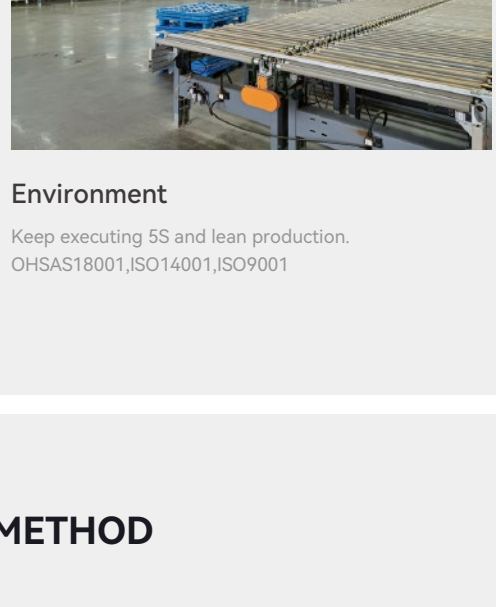 Environment
Keep executing 5S and lean production.
OHSAS18001,ISO14001,ISO9001
METHOD